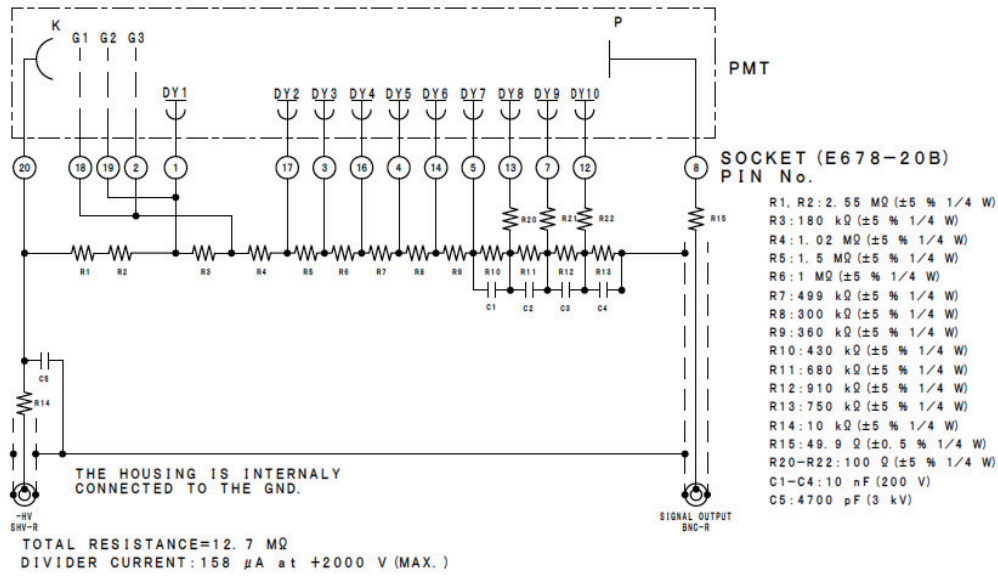 K
P
G1 G2 G3
PMT
DY1
DY2 DY3 DY4 DY5 DY6 DY7 DY8 DY9 DY10
20 18 19 2 1 17 3 16 4 14 5 13 7 12 8
SOCKET (E678-20B)
PIN No.
R20 R21 R22 R15
R1 R2 R3 R4 R5 R6 R7 R8 R9 R10 R11 R12 R13
C1 C2 C3 C4
C5
R14
R1, R2:2.55 MΩ(±5 % 1/4 W)
R3:180 kΩ(±5 % 1/4 W)
R4:1.02 MΩ(±5 % 1/4 W)
R5:1.5 MΩ(±5 % 1/4 W)
R6:1 MΩ(±5 % 1/4 W)
R7:499 kΩ(±5 % 1/4 W)
R8:300 kΩ(±5 % 1/4 W)
R9:360 kΩ(±5 % 1/4 W)
R10:430 kΩ(±5 % 1/4 W)
R11:680 kΩ(±5 % 1/4 W)
R12:910 kΩ(±5 % 1/4 W)
R13:750 kΩ(±5 % 1/4 W)
R14:10 kΩ(±5 % 1/4 W)
R15:49.9 Ω(±0.5 % 1/4 W)
R20-R22:100 Ω(±5 % 1/4 W)
C1-C4:10 nF(200 V)
C5:4700 pF(3 kV)
THE HOUSING IS INTERNALY
CONNECTED TO THE GND.
-HV
SHV-R
SIGNAL OUTPUT
BNC-R
TOTAL RESISTANCE=12.7 MΩ
DIVIDER CURRENT:158 μA at +2000 V(MAX.)